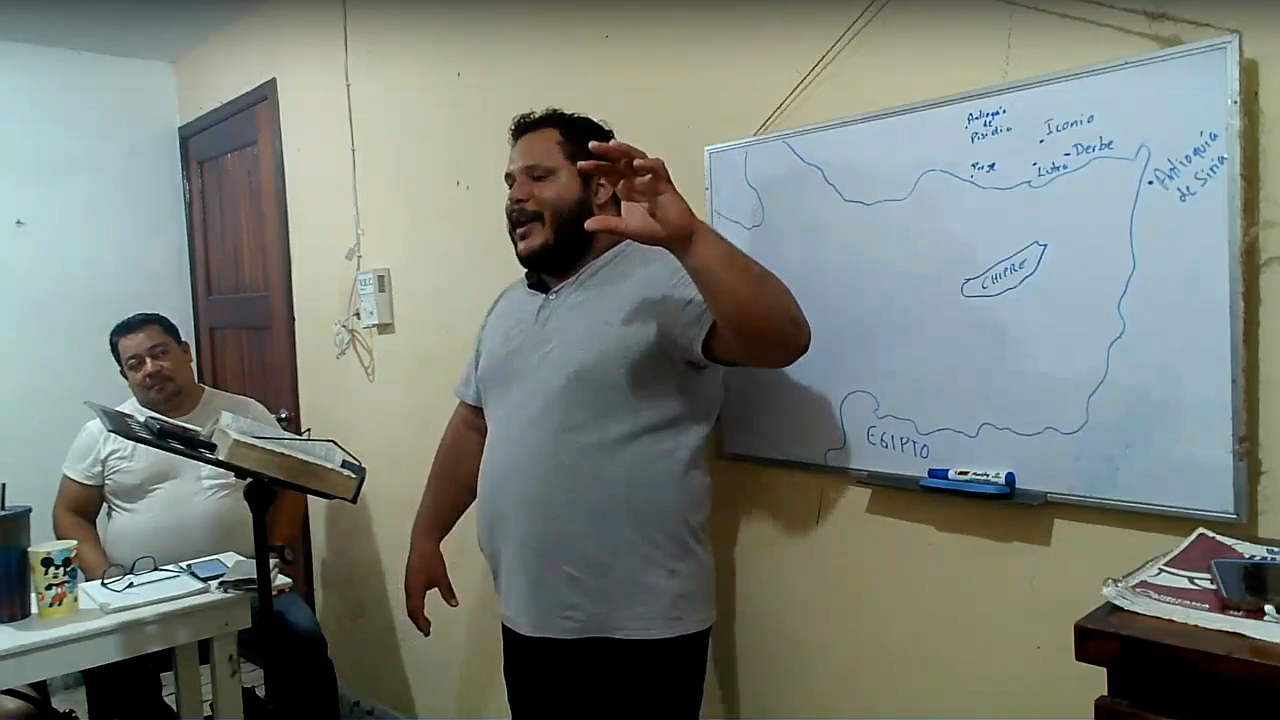 Antioquía
de
Pisidia
Iconio
Derbe
Listra
Perge
Antioquía
de Siria
CHIPRE
EGIPTO